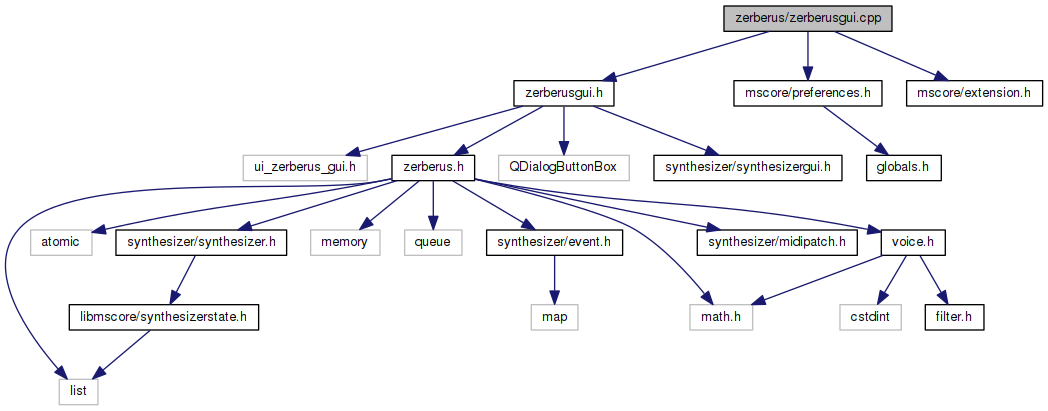 zerberus/zerberusgui.cpp
zerberusgui.h
mscore/preferences.h
mscore/extension.h
ui_zerberus_gui.h
zerberus.h
QDialogButtonBox
synthesizer/synthesizergui.h
globals.h
atomic
synthesizer/synthesizer.h
memory
queue
synthesizer/event.h
synthesizer/midipatch.h
voice.h
libmscore/synthesizerstate.h
map
math.h
cstdint
filter.h
list